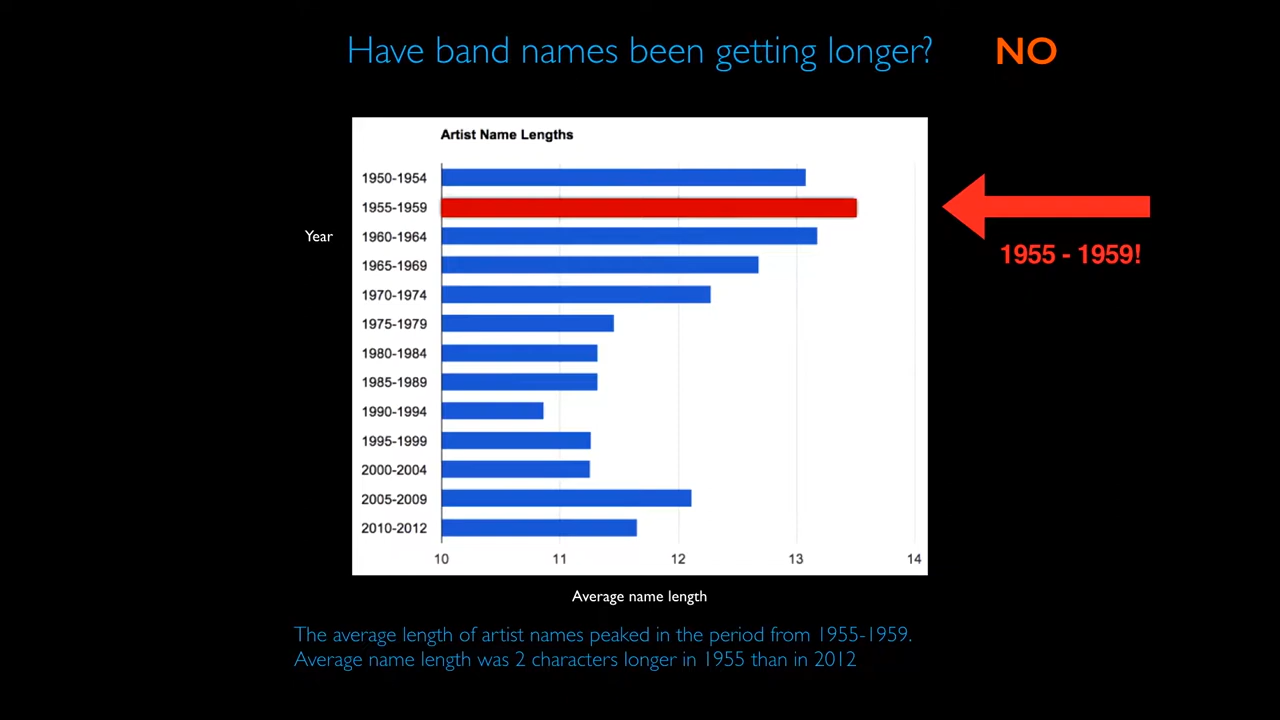 Have band names been getting longer? NO
Artist Name Lengths
1950-1954
1955-1959
1955 - 1959!
Year
1960-1964
1965-1969
1970-1974
1975-1979
1980-1984
1985-1989
1990-1994
1995-1999
2000-2004
2005-2009
2010-2012
10 11 12 13 14
Average name length
The average length of artist names peaked in the period from 1955-1959.
Average name length was 2 characters longer in 1955 than in 2012